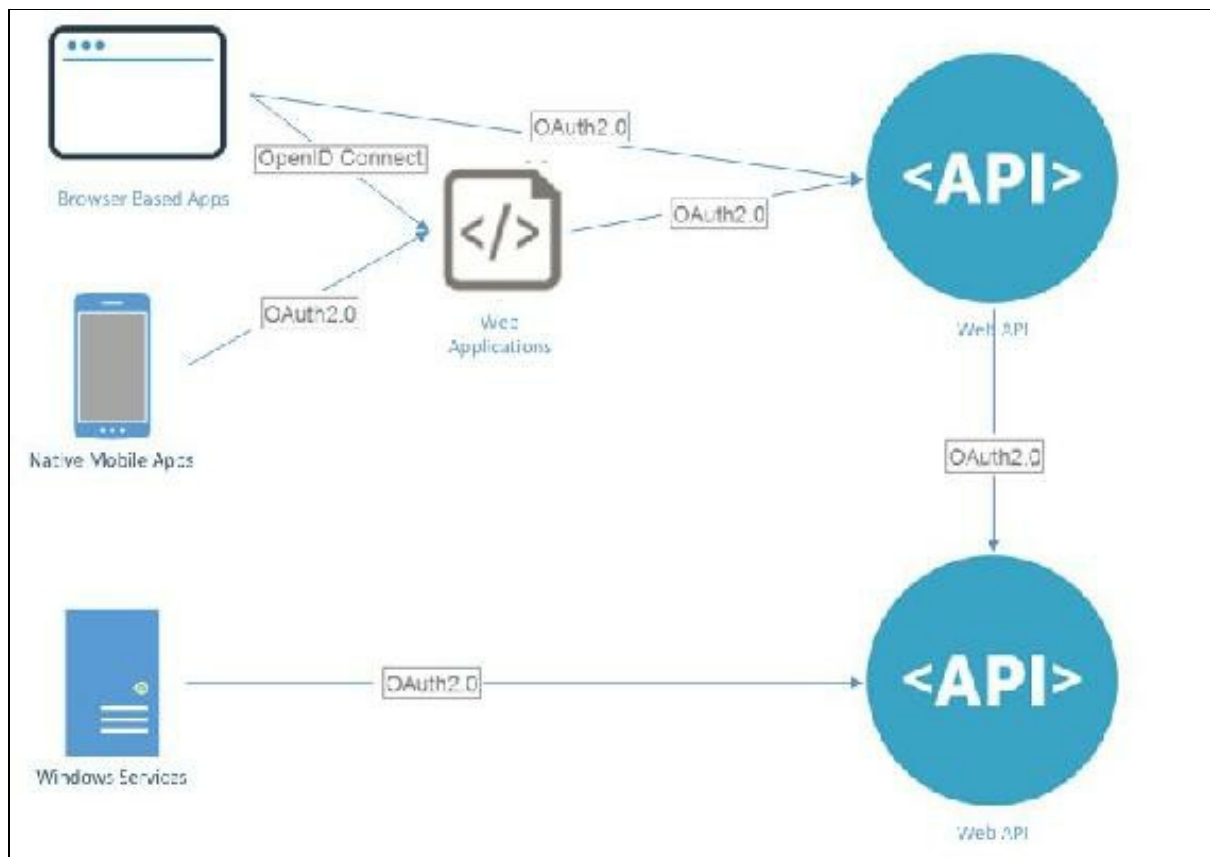 OAuth2.0
<API>
OpenID Connect
Browser Based Apps
</>
OAuth2.0
OAuth2.0
Web
Applications
Web API
Native Mobile Apps
OAuth2.0
<API>
OAuth2.0
Windows Services
Web API